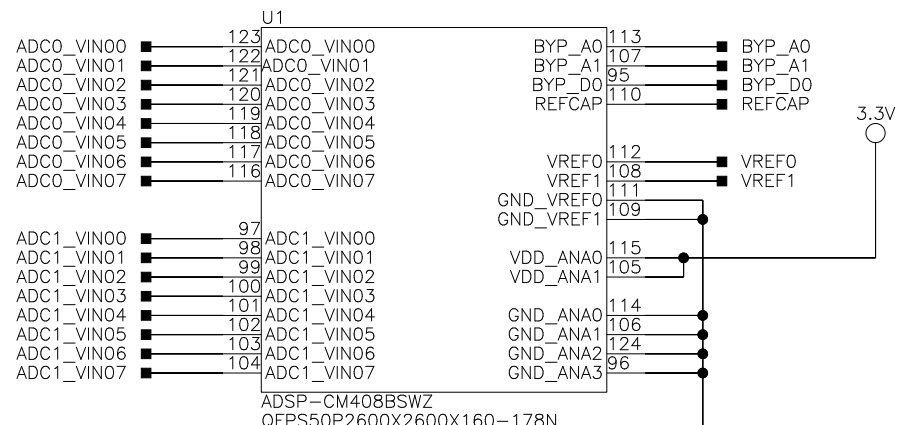 U1
ADC0_VIN00 123 ADC0_VIN00 BYP_A0 113 BYP_A0
ADC0_VIN01 122 ADC0_VIN01 BYP_A1 107 BYP_A1
ADC0_VIN02 121 ADC0_VIN02 BYP_D0 95 BYP_D0
ADC0_VIN03 120 ADC0_VIN03 REFCAP 110 REFCAP
3.3V
ADC0_VIN04 119 ADC0_VIN04
ADC0_VIN05 118 ADC0_VIN05
ADC0_VIN06 117 ADC0_VIN06 VREF0 112 VREF0
ADC0_VIN07 116 ADC0_VIN07 VREF1 108 VREF1
GND_VREF0 111
GND_VREF1 109
ADC1_VIN00 97 ADC1_VIN00
ADC1_VIN01 98 ADC1_VIN01 VDD_ANA0 115
ADC1_VIN02 99 ADC1_VIN02 VDD_ANA1 105
ADC1_VIN03 100 ADC1_VIN03
ADC1_VIN04 101 ADC1_VIN04 GND_ANA0 114
ADC1_VIN05 102 ADC1_VIN05 GND_ANA1 106
ADC1_VIN06 103 ADC1_VIN06 GND_ANA2 124
ADC1_VIN07 104 ADC1_VIN07 GND_ANA3 96
ADSP-CM408BSWZ
QFPS50P2600X2600X160-178N